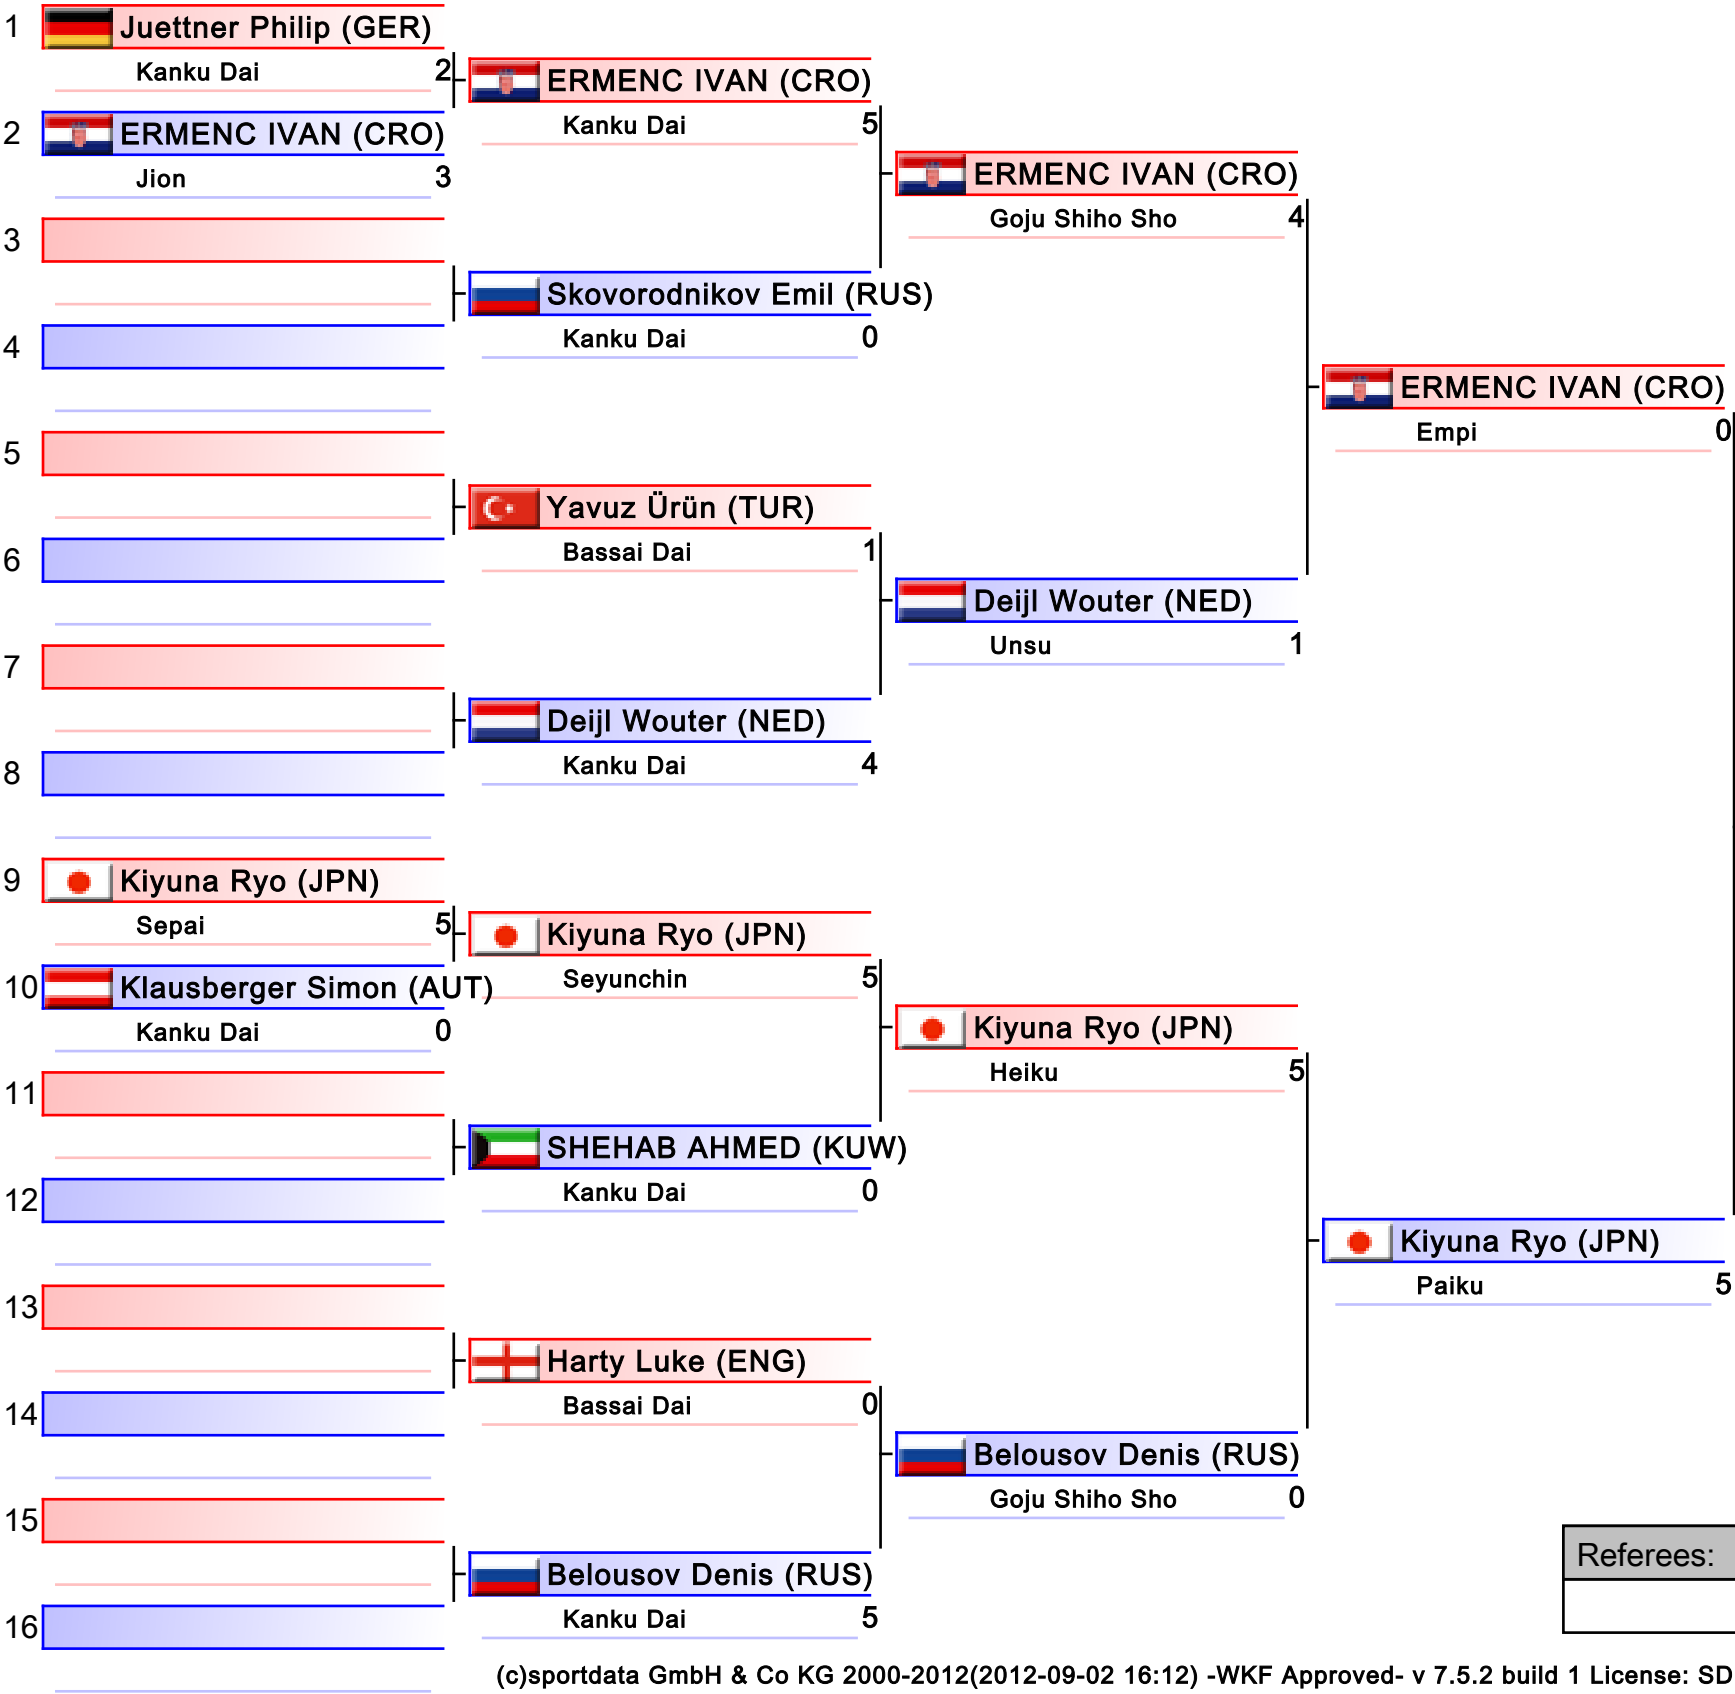 1 Juettner Philip (GER)
Kanku Dai 2
ERMENC IVAN (CRO)
Kanku Dai 5
2 ERMENC IVAN (CRO)
Jion 3
ERMENC IVAN (CRO)
Goju Shiho Sho 4
3
Skovorodnikov Emil (RUS)
Kanku Dai 0
4
ERMENC IVAN (CRO)
Empi 0
5
Yavuz Ürün (TUR)
Bassai Dai 1
6
Deijl Wouter (NED)
Unsu 1
7
Deijl Wouter (NED)
Kanku Dai 4
8
9 Kiyuna Ryo (JPN)
Sepai 5
Kiyuna Ryo (JPN)
Seyunchin 5
10 Klausberger Simon (AUT)
Kanku Dai 0
Kiyuna Ryo (JPN)
Heiku 5
11
SHEHAB AHMED (KUW)
Kanku Dai 0
12
Kiyuna Ryo (JPN)
Paiku 5
13
Harty Luke (ENG)
Bassai Dai 0
14
Belousov Denis (RUS)
Goju Shiho Sho 0
15
Belousov Denis (RUS)
Kanku Dai 5
16
Referees:
(c)sportdata GmbH & Co KG 2000-2012(2012-09-02 16:12) -WKF Approved- v 7.5.2 build 1 License: SD